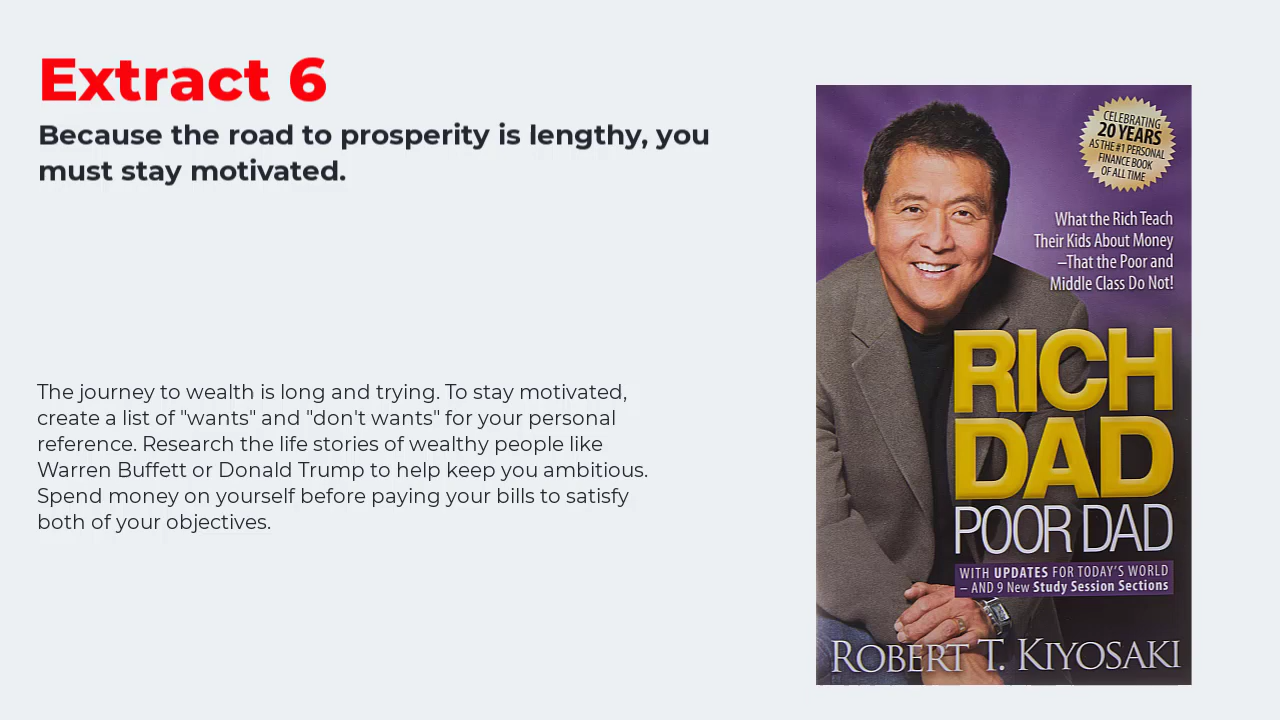 Extract 6
Because the road to prosperity is lengthy, you
must stay motivated.
The journey to wealth is long and trying. To stay motivated,
create a list of "wants" and "don't wants" for your personal
reference. Research the life stories of wealthy people like
Warren Buffett or Donald Trump to help keep you ambitious.
Spend money on yourself before paying your bills to satisfy
both of your objectives.
CELEBRATING
20 YEARS
AS THE #1 PERSONAL
FINANCE BOOK
OF ALL TIME
What the Rich Teach
Their Kids About Money
–That the Poor and
Middle Class Do Not!
RICH
DAD
POOR DAD
WITH UPDATES FOR TODAY'S WORLD
– AND 9 New Study Session Sections
ROBERT T. KIYOSAKI